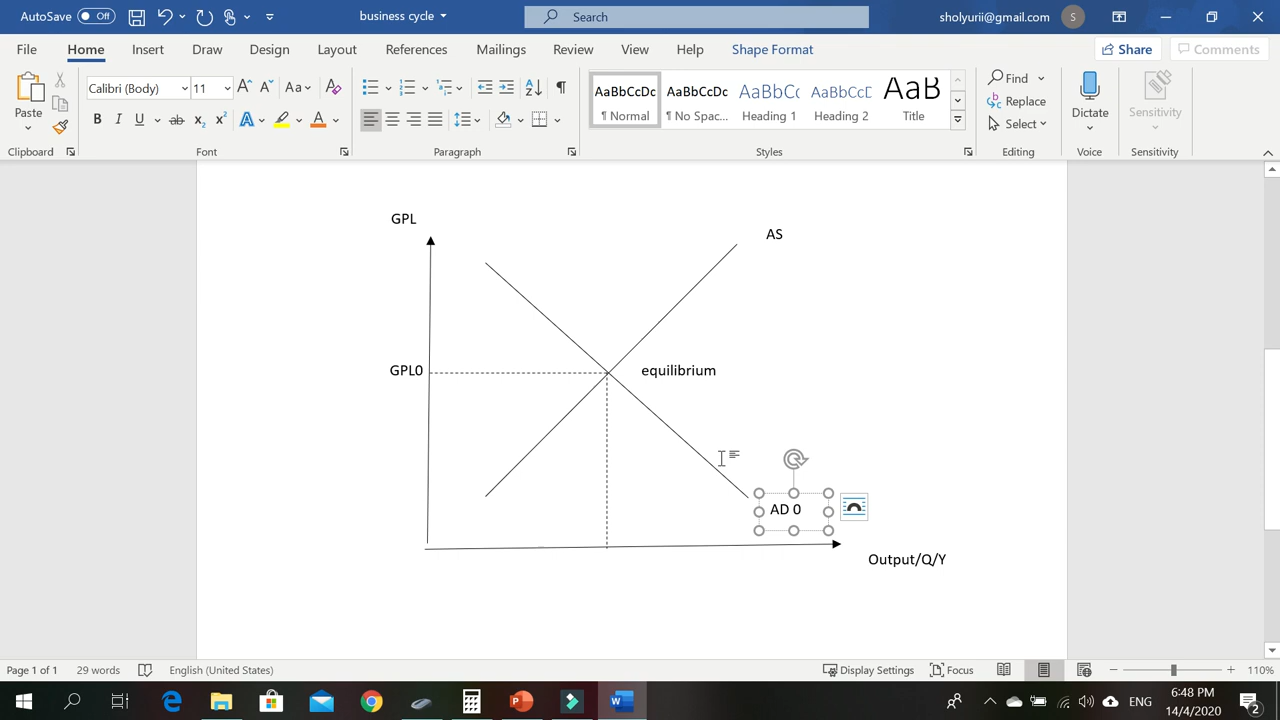 AutoSave Off business cycle Search sholyurii@gmail.com S
File Home Insert Draw Design Layout References Mailings Review View Help Shape Format Share Comments
Paste Calibri (Body) 11 Aa AaBbCcDc AaBbCcDc AaBbCc AaBbCcD AaB Find Replace Select Dictate Sensitivity
¶ Normal ¶ No Spac... Heading 1 Heading 2 Title
Clipboard Font Paragraph Styles Editing Voice Sensitivity
GPL
AS
GPL0 equilibrium
AD 0
Output/Q/Y
Page 1 of 1 29 words English (United States) Display Settings Focus 110%
ENG 6:48 PM
14/4/2020 2